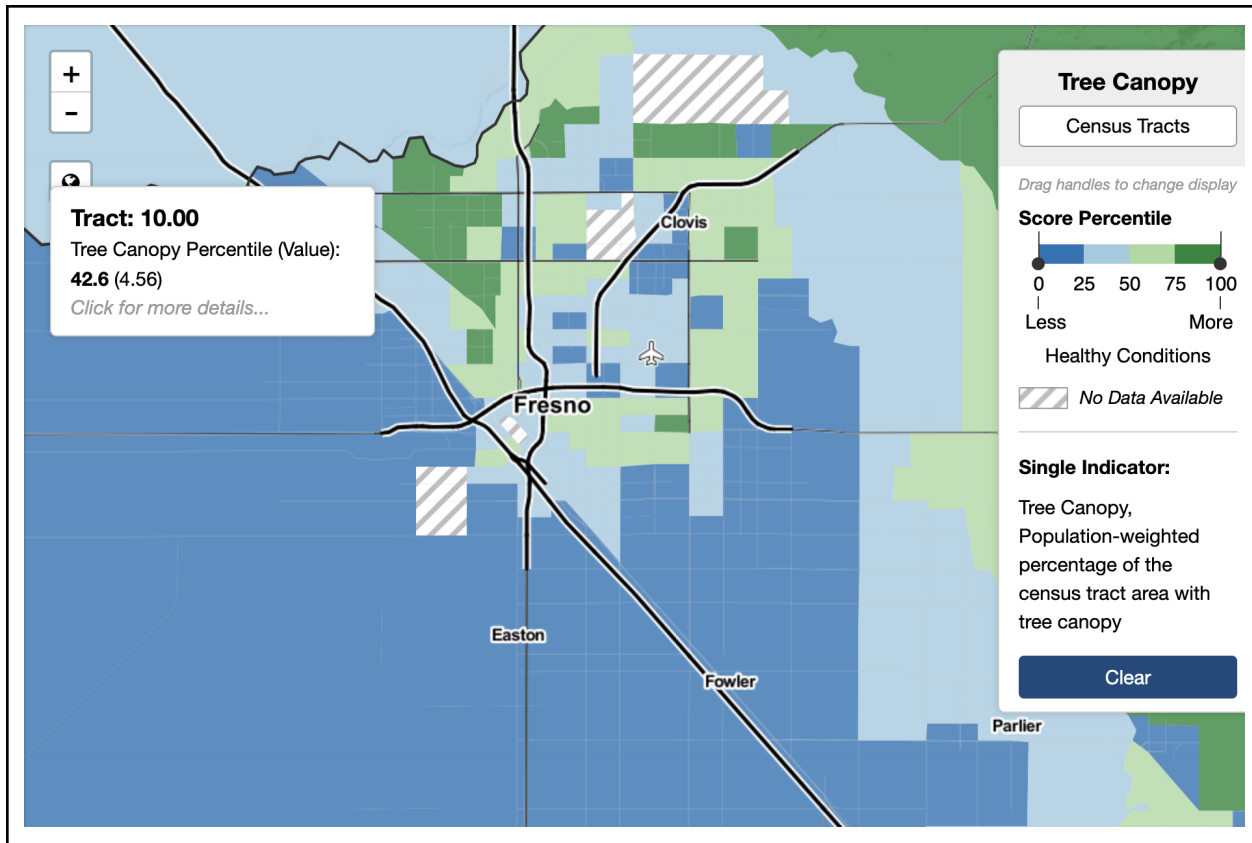 +
−
Tract: 10.00
Tree Canopy Percentile (Value):
42.6 (4.56)
Click for more details...
Clovis
Fresno
Easton
Fowler
Parlier
Tree Canopy
Census Tracts
Drag handles to change display
Score Percentile
0 25 50 75 100
Less More
Healthy Conditions
No Data Available
Single Indicator:
Tree Canopy,
Population-weighted
percentage of the
census tract area with
tree canopy
Clear